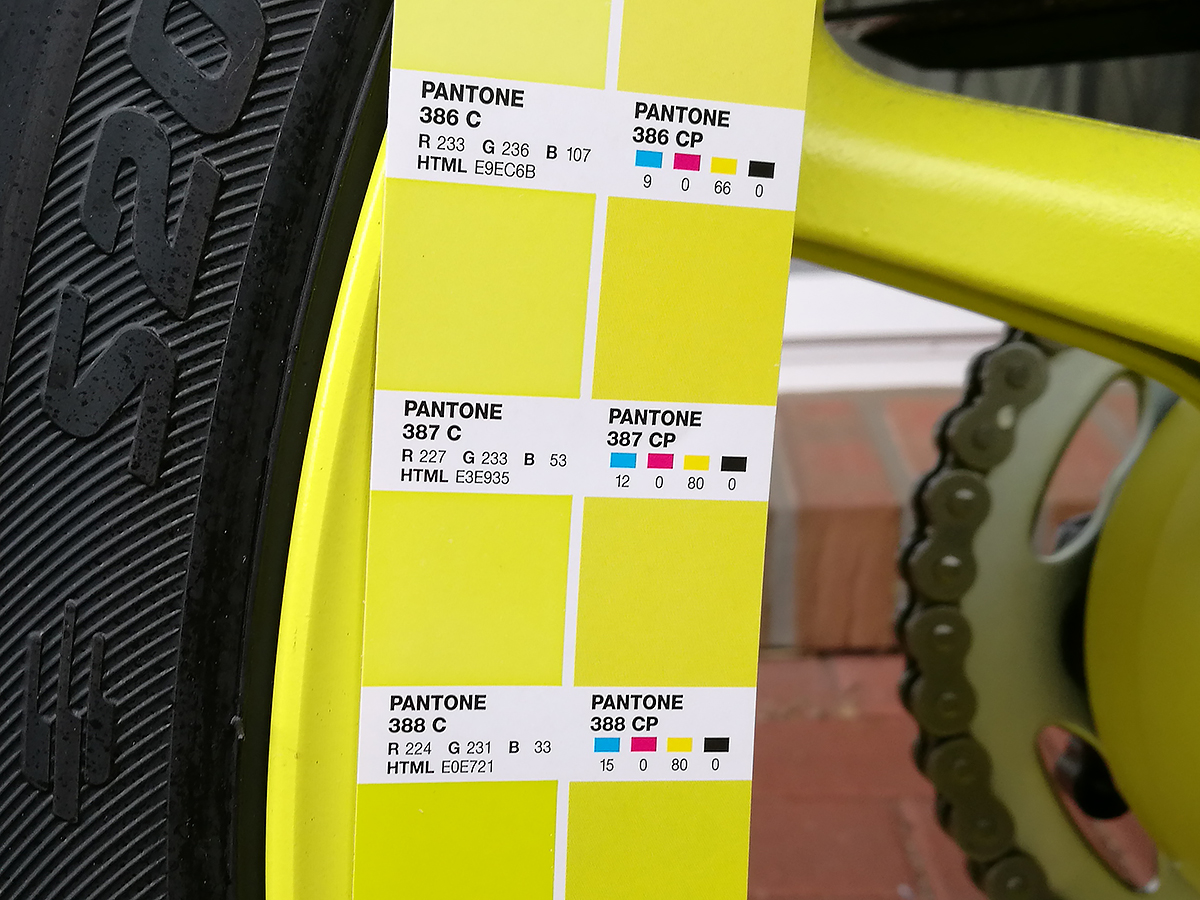 PANTONE
386 C
R 233 G 236 B 107
HTML E9EC6B
PANTONE
386 CP
9 0 66 0
PANTONE
387 C
R 227 G 233 B 53
HTML E3E935
PANTONE
387 CP
12 0 80 0
PANTONE
388 C
R 224 G 231 B 33
HTML E0E721
PANTONE
388 CP
15 0 80 0